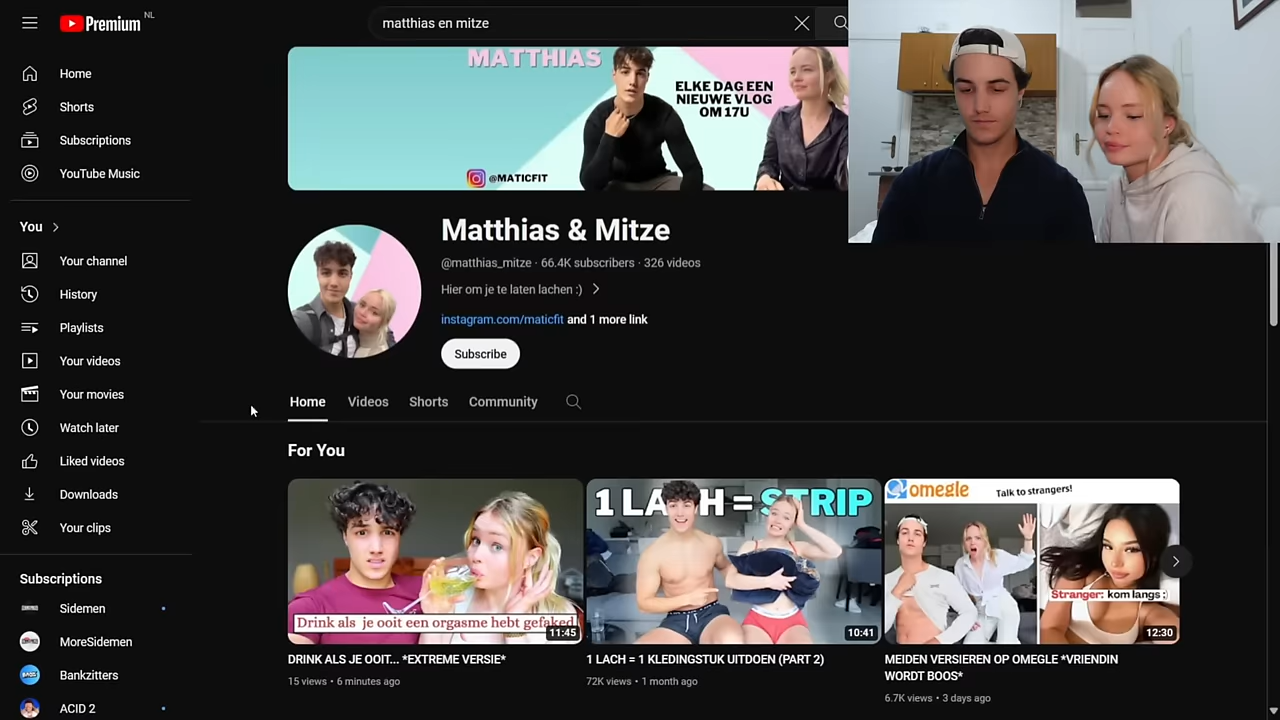 Premium NL
matthias en mitze
Home
Shorts
Subscriptions
YouTube Music
You
Your channel
History
Playlists
Your videos
Your movies
Watch later
Liked videos
Downloads
Your clips
Subscriptions
Sidemen
MoreSidemen
Bankzitters
ACID 2
MATTHIAS
ELKE DAG EEN
NIEUWE VLOG
OM 17U
@MATICFIT
Matthias & Mitze
@matthias_mitze · 66.4K subscribers · 326 videos
Hier om je te laten lachen :)
instagram.com/maticfit and 1 more link
Subscribe
Home
Videos
Shorts
Community
For You
Drink als je ooit een orgasme hebt gefaked
11:45
DRINK ALS JE OOIT... *EXTREME VERSIE*
15 views • 6 minutes ago
1 LACH = STRIP
10:41
1 LACH = 1 KLEDINGSTUK UITDOEN (PART 2)
72K views • 1 month ago
omegle Talk to strangers!
Stranger: kom langs ;)
12:30
MEIDEN VERSIEREN OP OMEGLE *VRIENDIN
WORDT BOOS*
6.7K views • 3 days ago